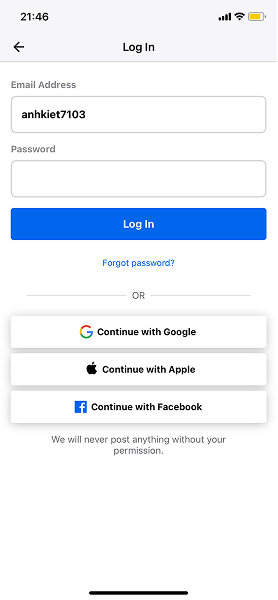 21:46
Log In
Email Address
anhkiet7103
Password
Log In
Forgot password?
OR
Continue with Google
Continue with Apple
Continue with Facebook
We will never post anything without your
permission.